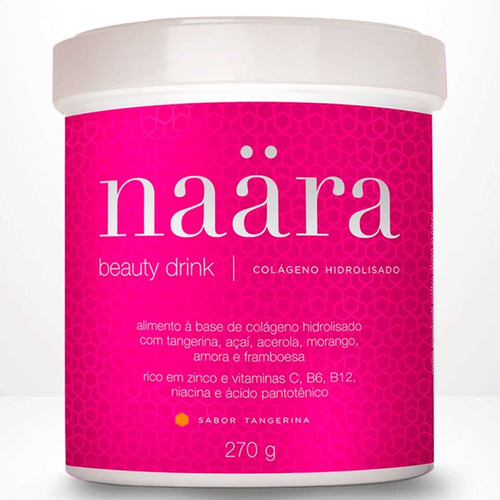 naära
beauty drink | COLÁGENO HIDROLISADO
alimento à base de colágeno hidrolisado
com tangerina, açaí, acerola, morango,
amora e framboesa
rico em zinco e vitaminas C, B6, B12,
niacina e ácido pantotênico
SABOR TANGERINA
270 g